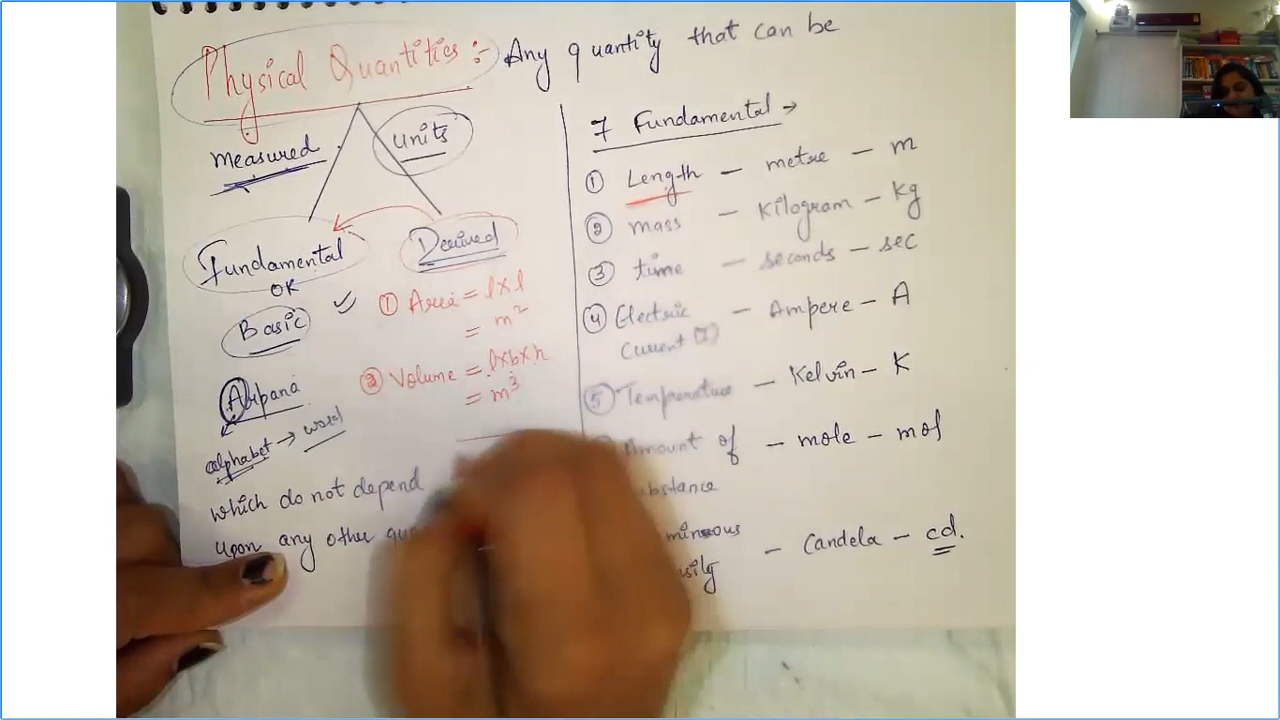 Physical Quantities :- Any quantity that can be
measured
units
Fundamental
OR
Basic
Derived
① Area = l x l
= m²
② Volume = l x b x h
= m³
Arpana
alphabet → word
which do not depend
upon any other
7 Fundamental →
① Length - metre - m
② mass - Kilogram - kg
③ time - seconds - sec
④ Electric - Ampere - A
Current (I)
⑤ Temperature - Kelvin - K
Amount of - mole - mol
- Candela - cd.